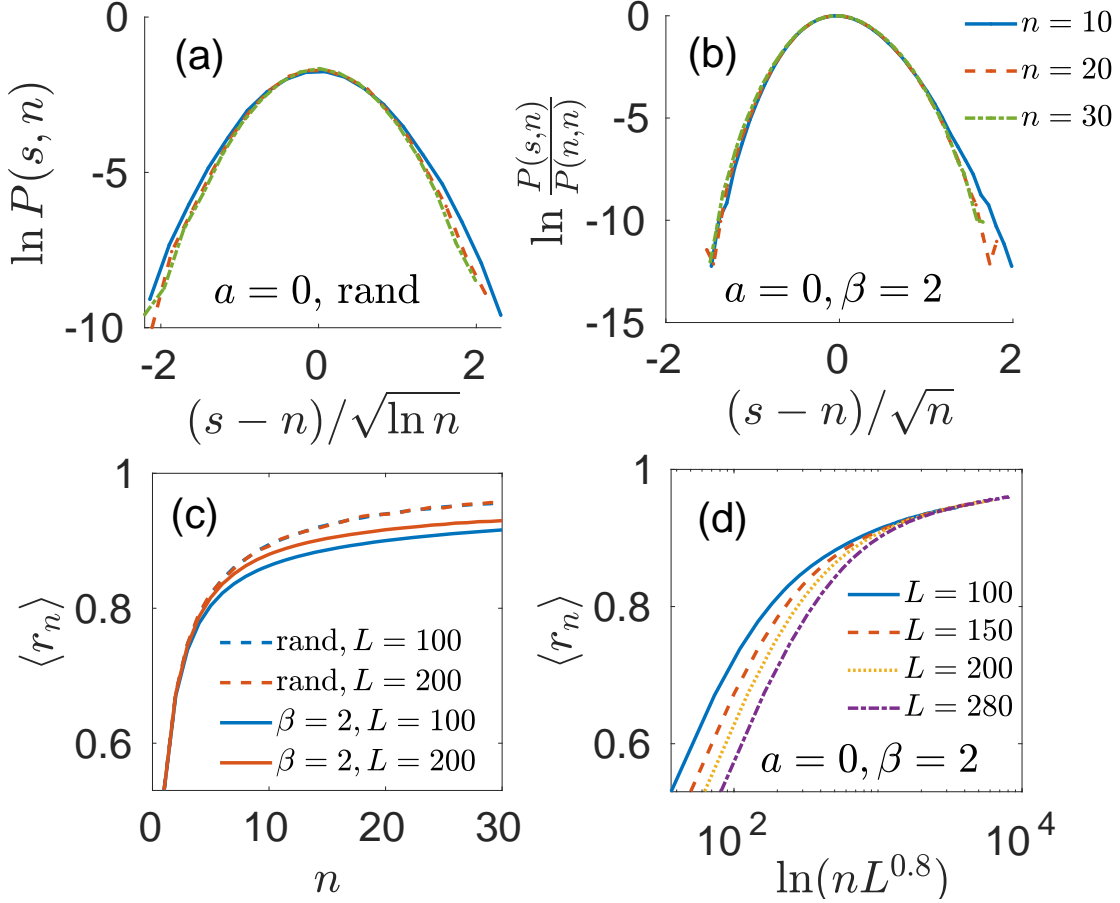 (a)
0
-5
-10
ln P(s, n)
a = 0, rand
-2 0 2
(s − n)/√ln n
(b)
0
-5
-10
-15
ln P(s,n)/P(n,n)
n = 10
n = 20
n = 30
a = 0, β = 2
-2 0 2
(s − n)/√n
(c)
1
0.8
0.6
⟨r_n⟩
rand, L = 100
rand, L = 200
β = 2, L = 100
β = 2, L = 200
0 10 20 30
n
(d)
1
0.8
0.6
⟨r_n⟩
L = 100
L = 150
L = 200
L = 280
a = 0, β = 2
10^2 10^4
ln(nL^0.8)